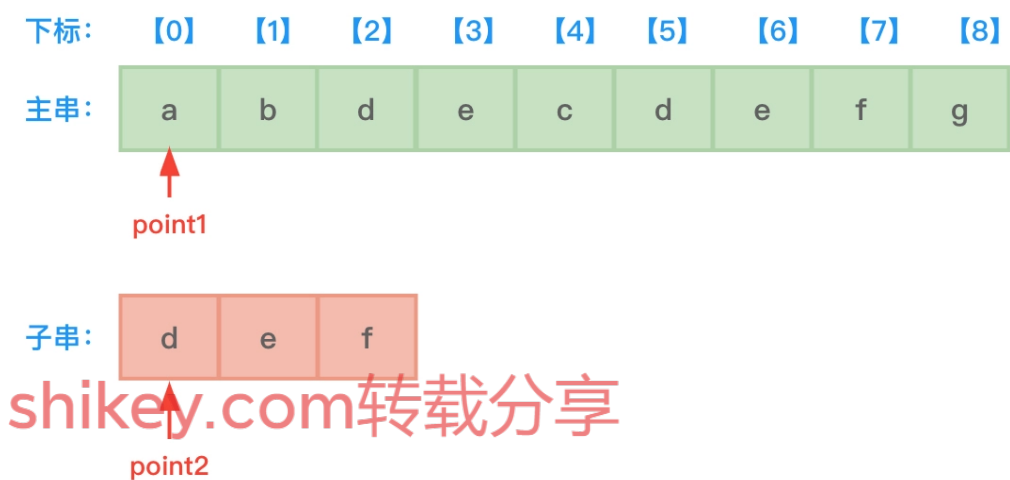 下标： 【0】 【1】 【2】 【3】 【4】 【5】 【6】 【7】 【8】
主串： a b d e c d e f g
point1
子串： d e f
shikey.com转载分享
point2